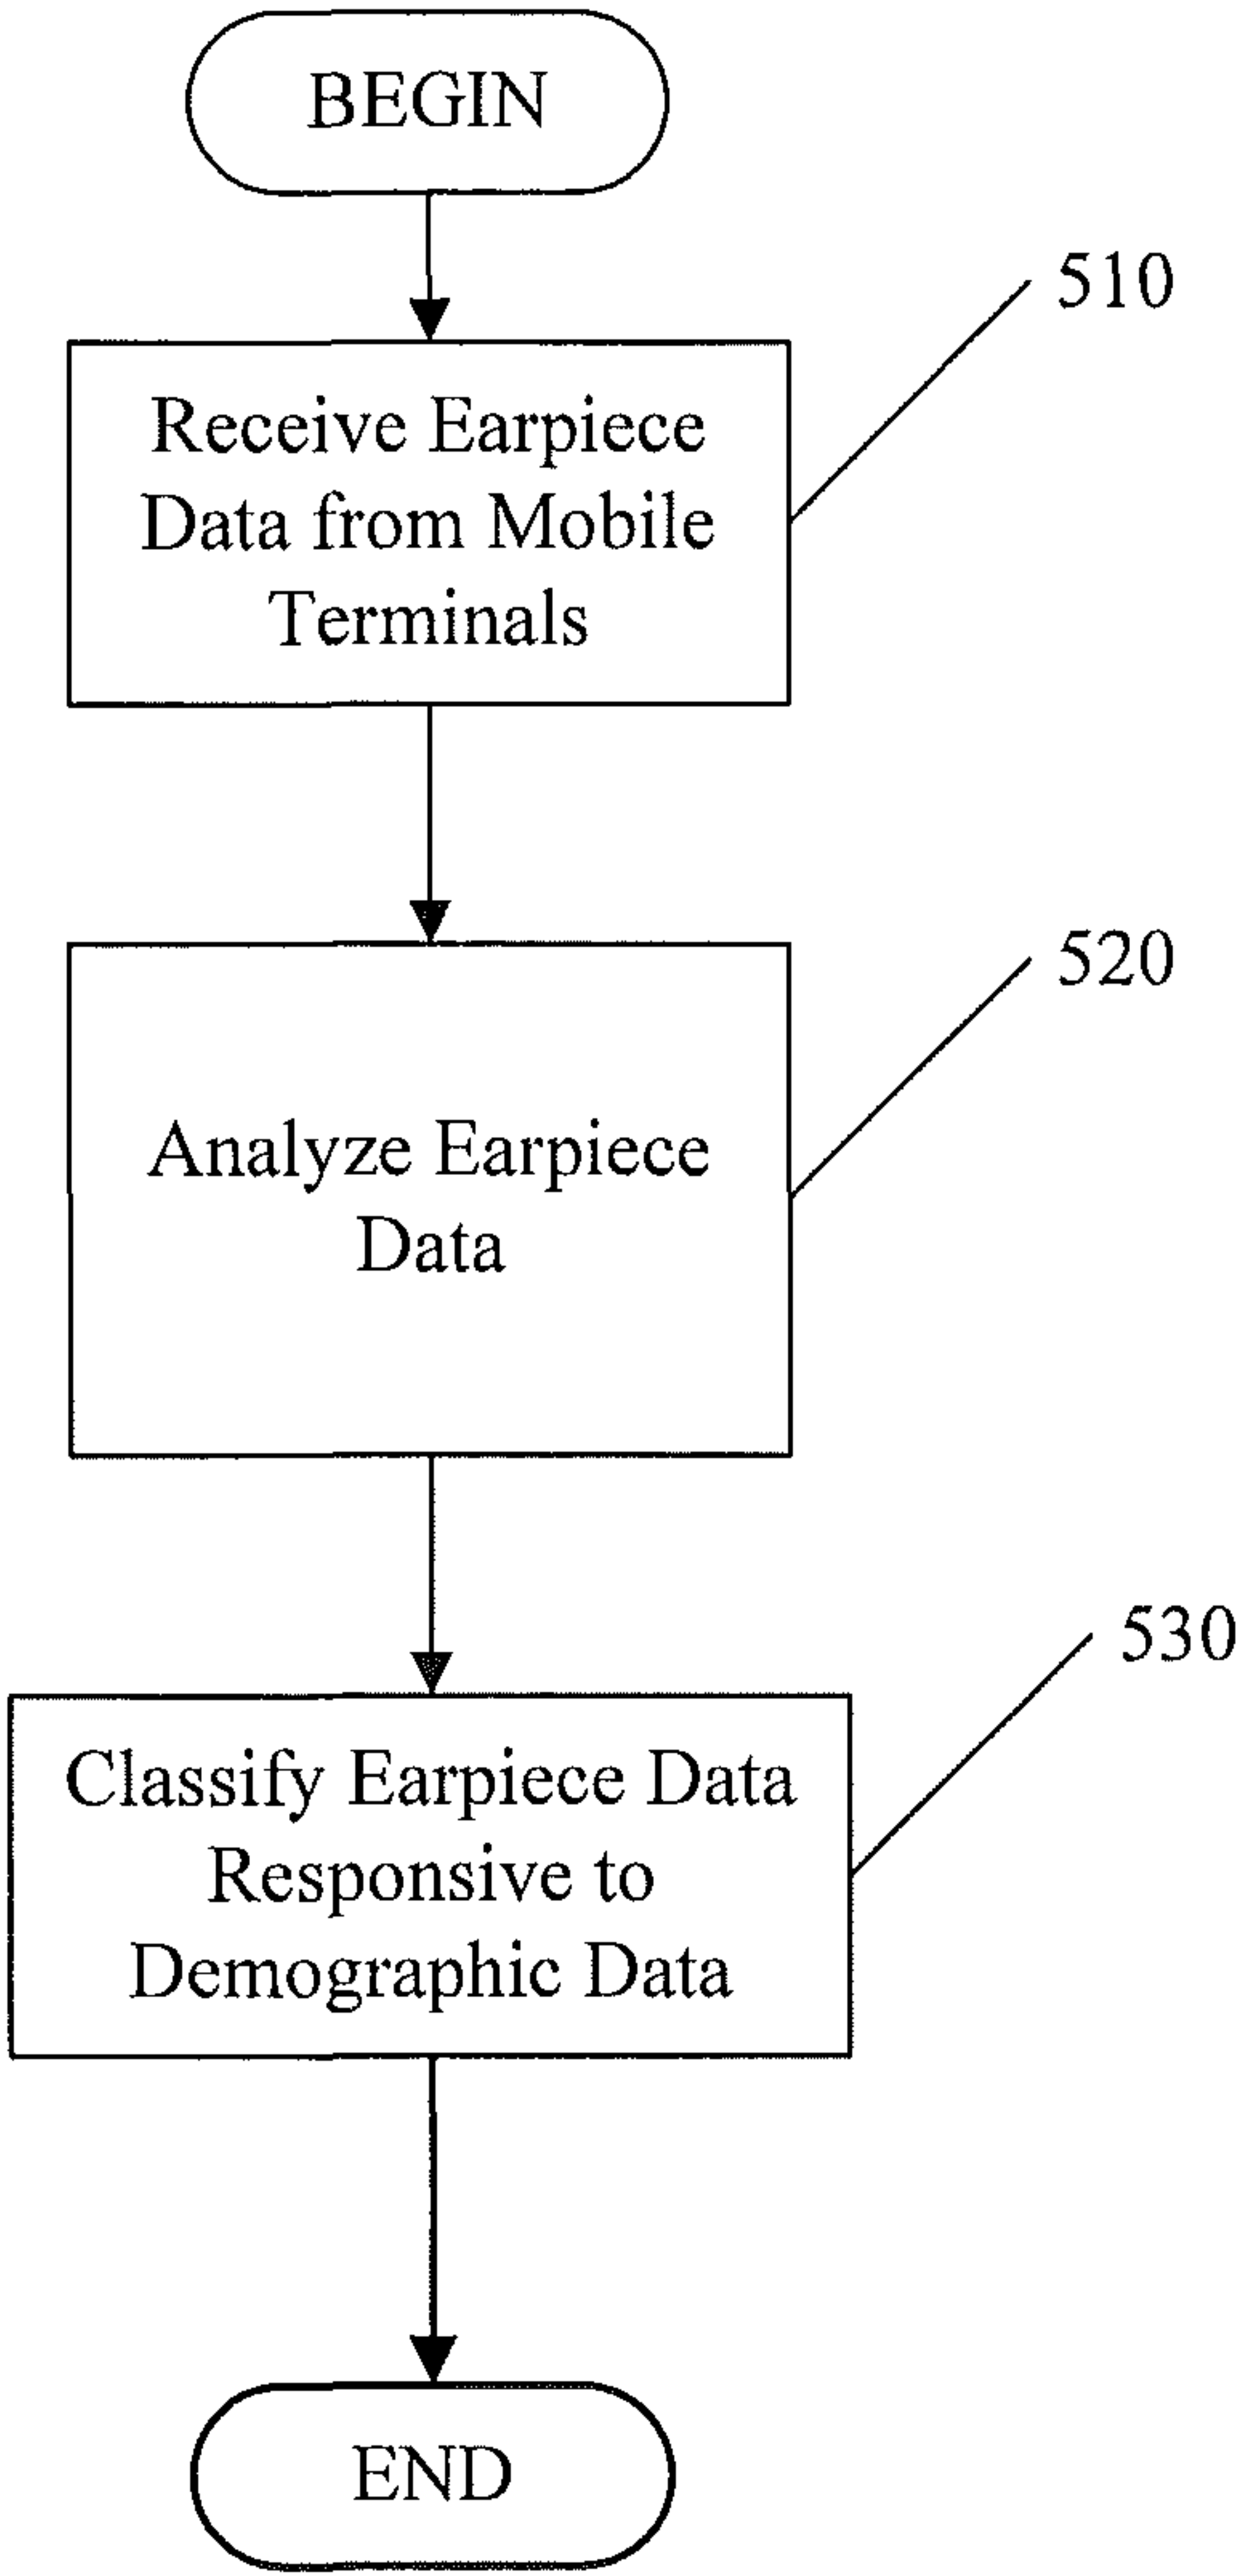 BEGIN
510
Receive Earpiece
Data from Mobile
Terminals
520
Analyze Earpiece
Data
530
Classify Earpiece Data
Responsive to
Demographic Data
END